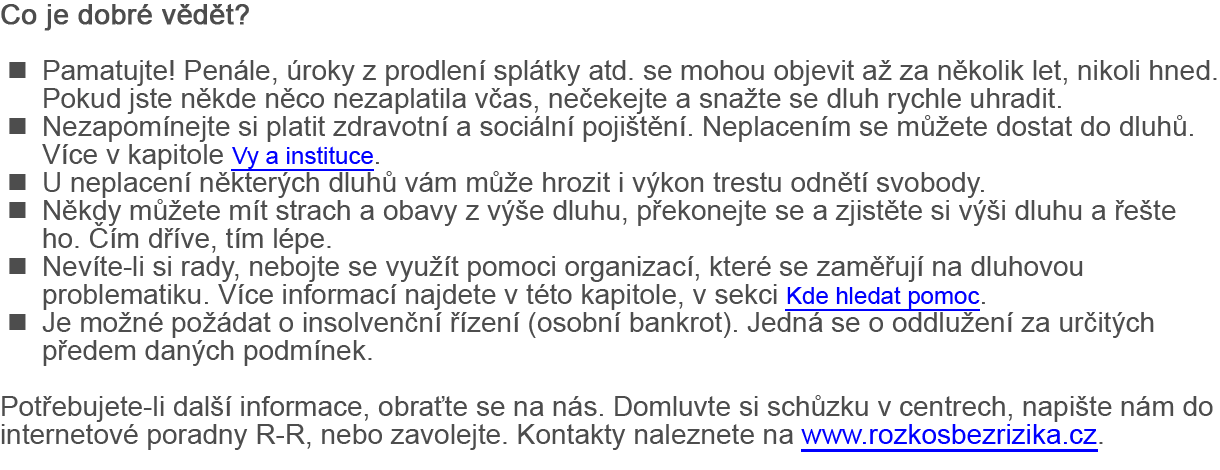 Co je dobré vědět?
■ Pamatujte! Penále, úroky z prodlení splátky atd. se mohou objevit až za několik let, nikoli hned.
Pokud jste někde něco nezaplatila včas, nečekejte a snažte se dluh rychle uhradit.
■ Nezapomínejte si platit zdravotní a sociální pojištění. Neplacením se můžete dostat do dluhů.
Více v kapitole Vy a instituce.
■ U neplacení některých dluhů vám může hrozit i výkon trestu odnětí svobody.
■ Někdy můžete mít strach a obavy z výše dluhu, překonejte se a zjistěte si výši dluhu a řešte
ho. Čím dříve, tím lépe.
■ Nevíte-li si rady, nebojte se využít pomoci organizací, které se zaměřují na dluhovou
problematiku. Více informací najdete v této kapitole, v sekci Kde hledat pomoc.
■ Je možné požádat o insolvenční řízení (osobní bankrot). Jedná se o oddlužení za určitých
předem daných podmínek.
Potřebujete-li další informace, obraťte se na nás. Domluvte si schůzku v centrech, napište nám do
internetové poradny R-R, nebo zavolejte. Kontakty naleznete na www.rozkosbezrizika.cz.